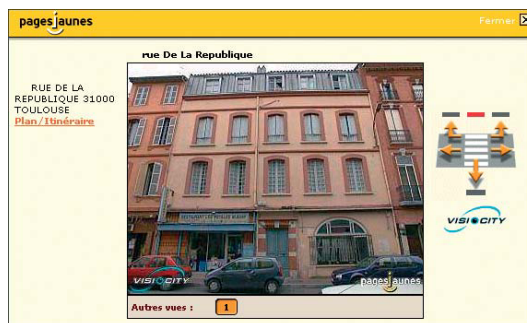 pagesjaunes
Fermer X
rue De La Republique
RUE DE LA
REPUBLIQUE 31000
TOULOUSE
Plan/Itinéraire
RESTAURANT
VISIOCITY
pagesjaunes
VISIOCITY
Autres vues :
1